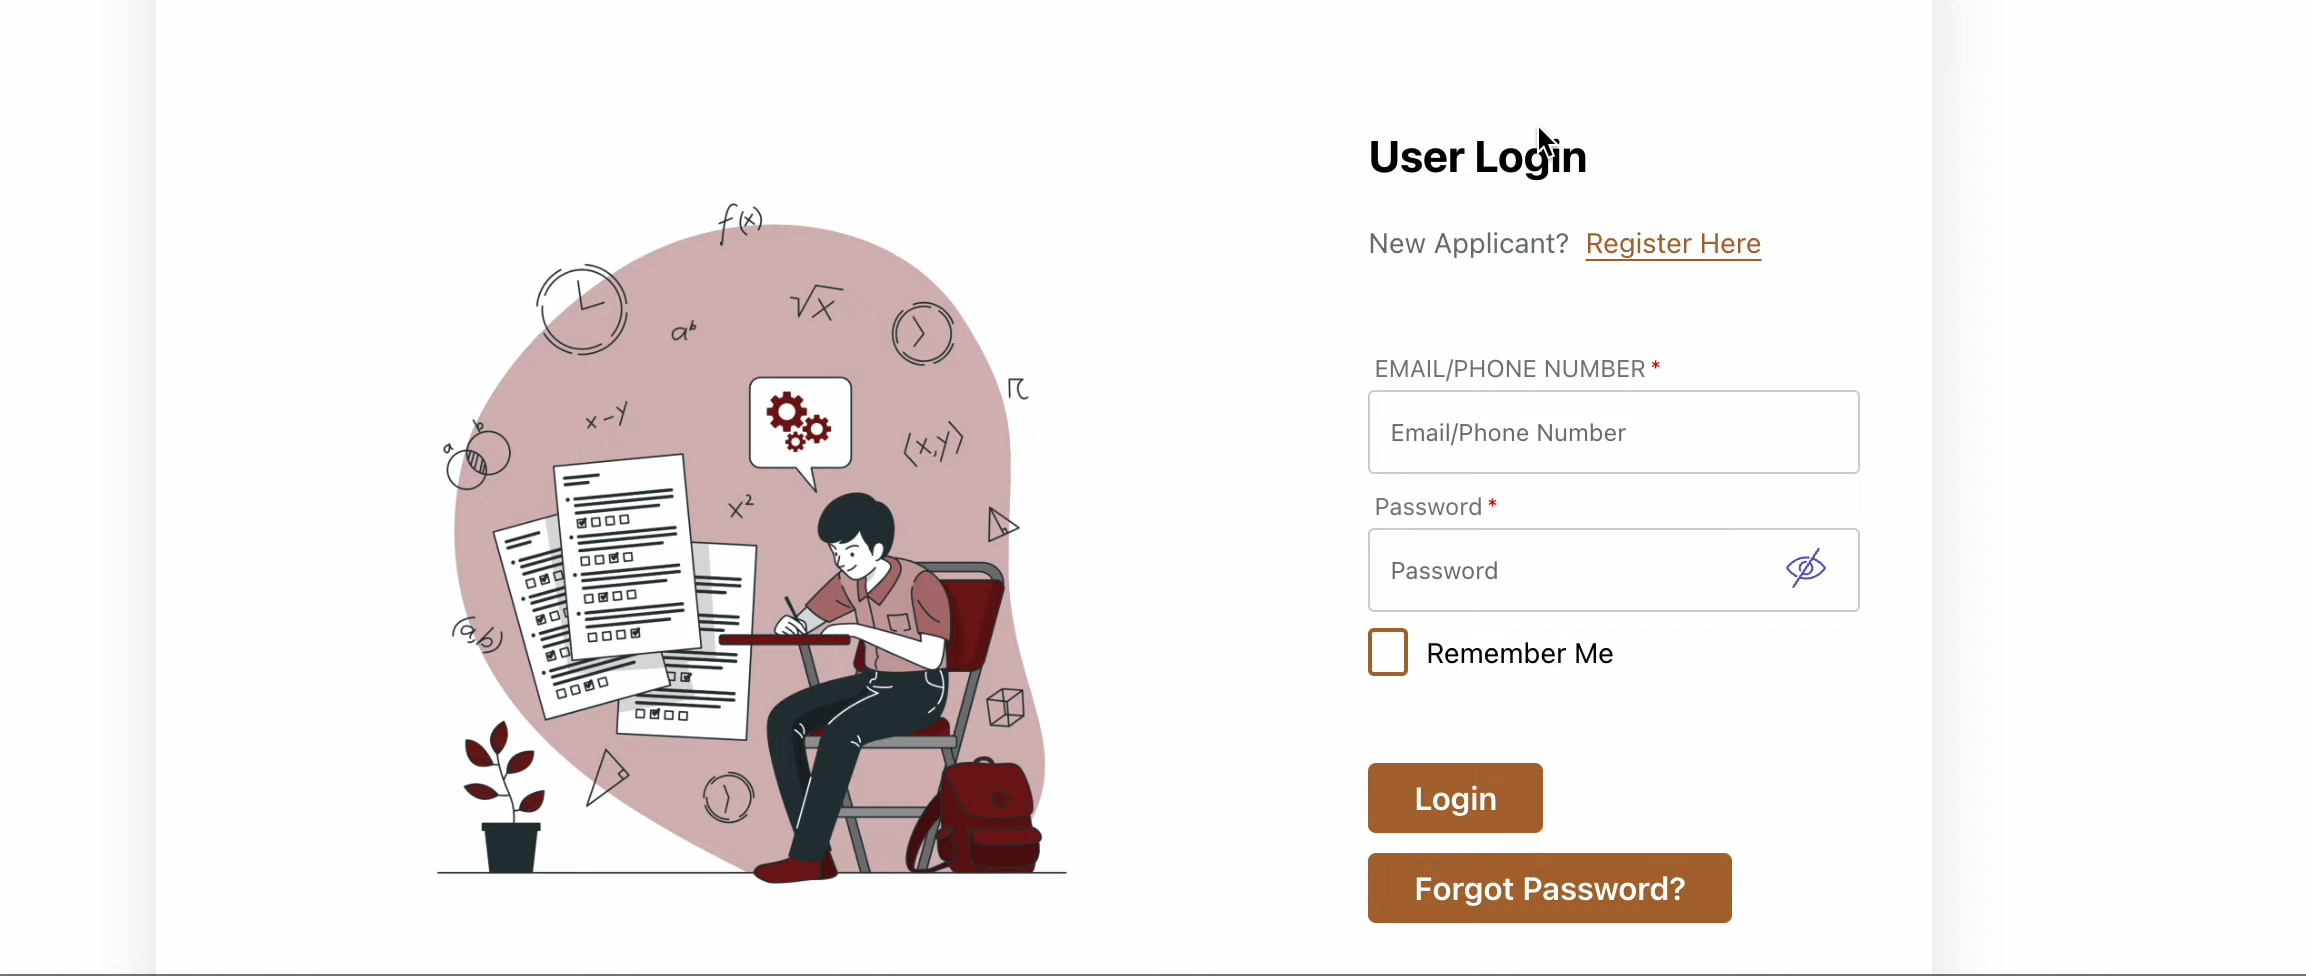 User Login
New Applicant? Register Here
EMAIL/PHONE NUMBER *
Email/Phone Number
Password *
Password
Remember Me
Login
Forgot Password?
f(x)
√x
a^b
x-y
(x,y)
x²
a
b
(a,b)
π